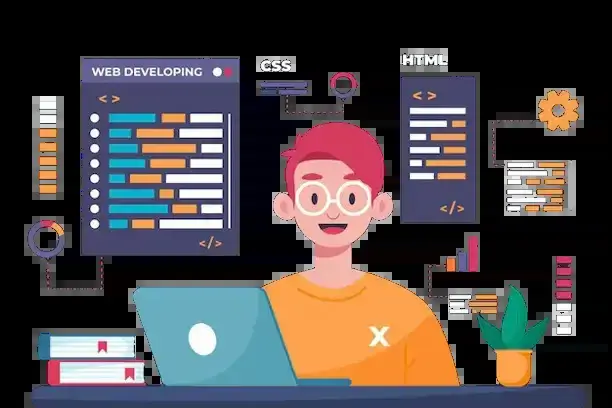 CSS
HTML
WEB DEVELOPING
< >
< >
</>
</>
X